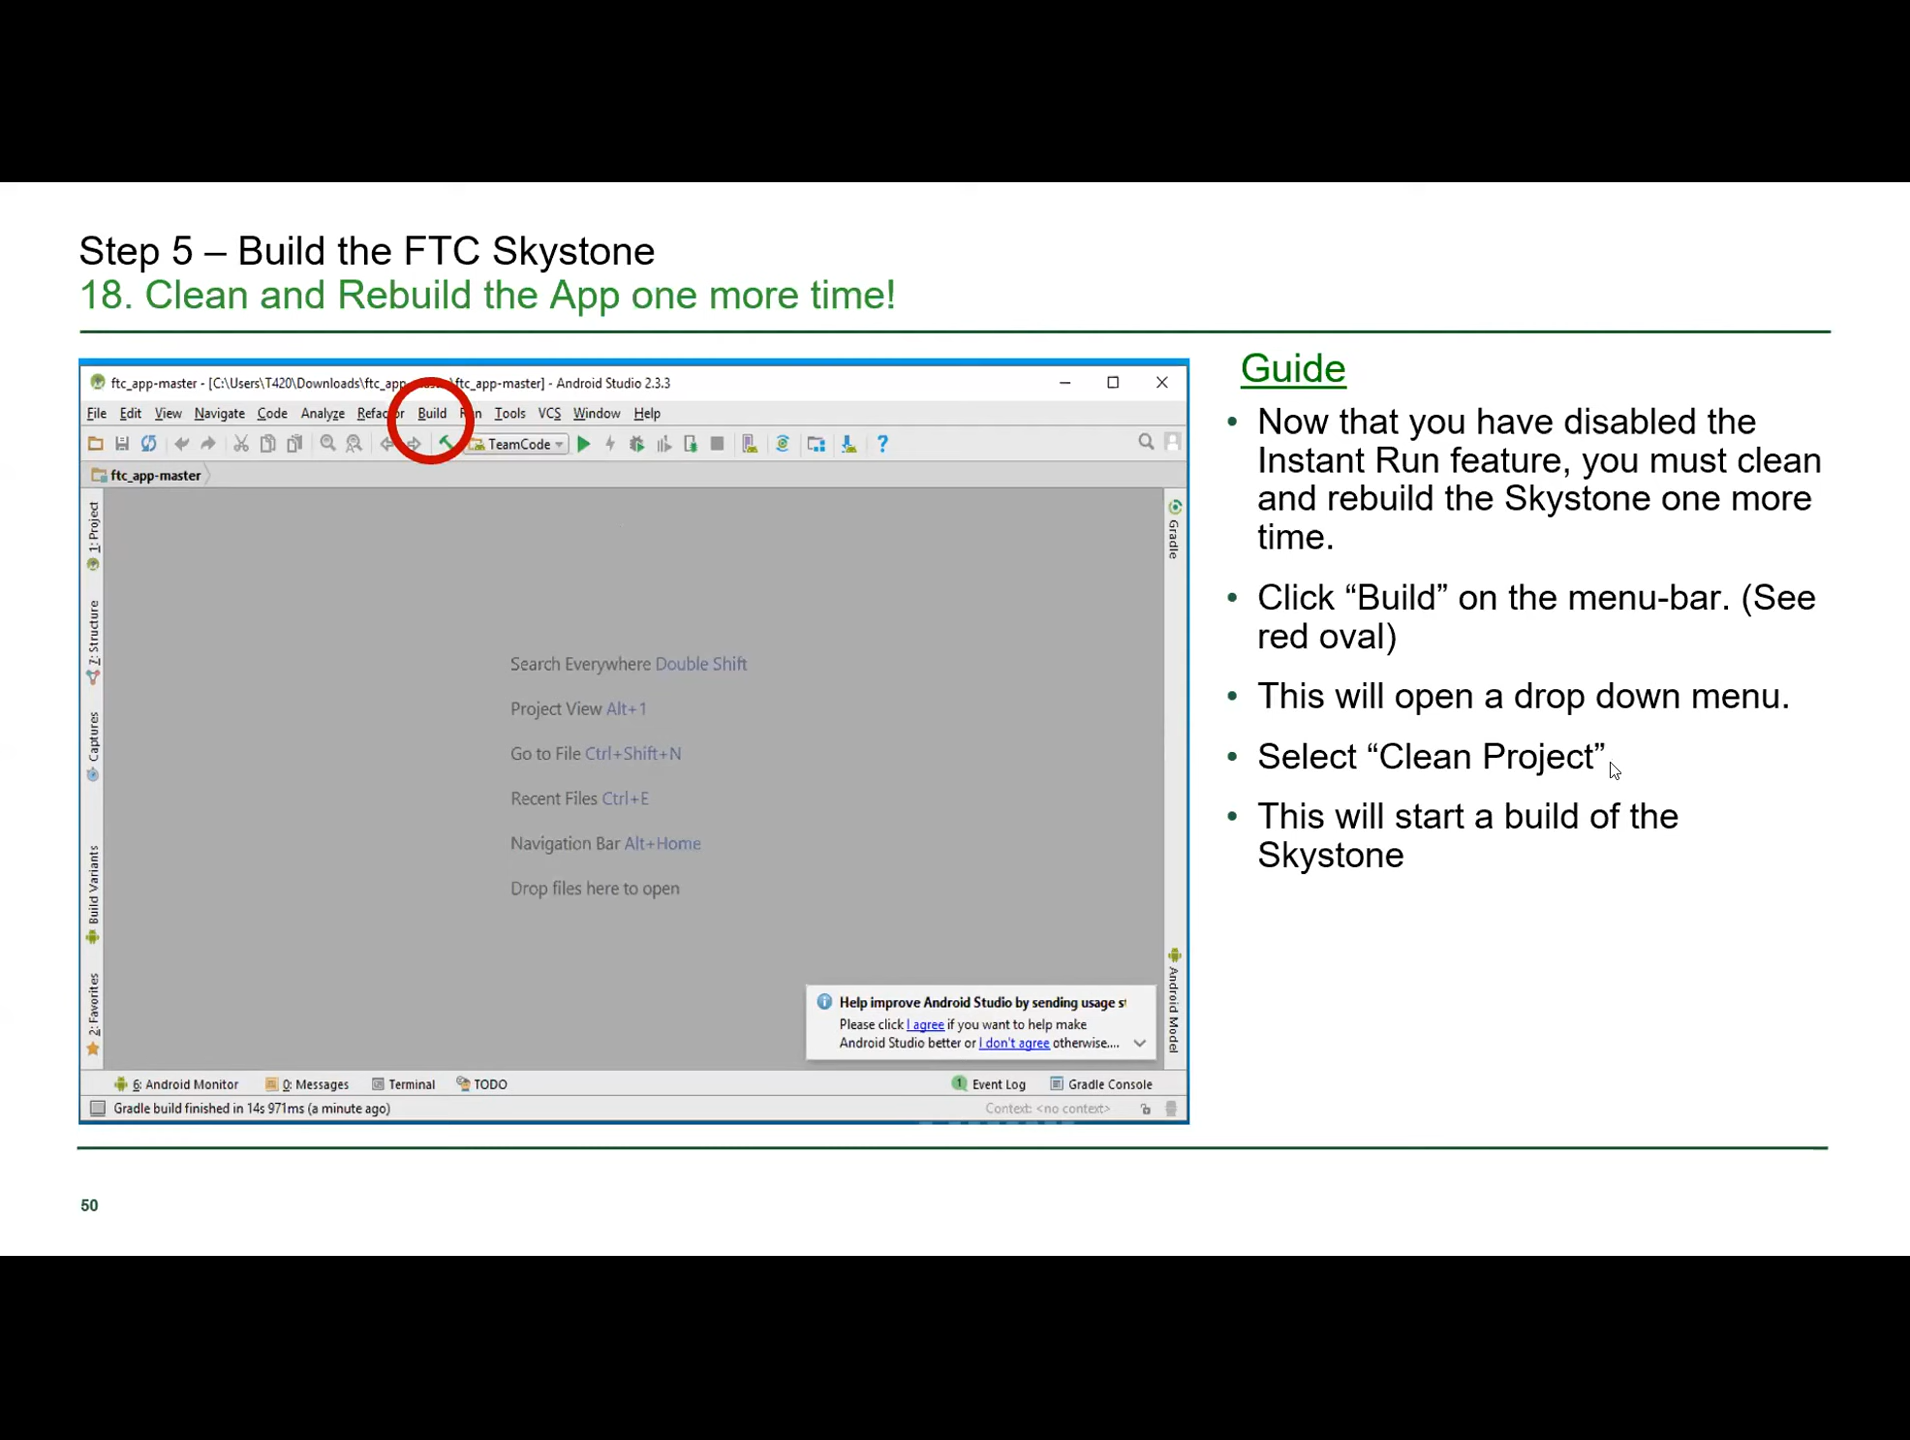 Step 5 – Build the FTC Skystone
18. Clean and Rebuild the App one more time!
ftc_app-master - [C:\Users\T420\Downloads\ftc_app ftc_app-master] - Android Studio 2.3.3
File Edit View Navigate Code Analyze Refactor Build Run Tools VCS Window Help
TeamCode
ftc_app-master
1: Project
7: Structure
Captures
Build Variants
2: Favorites
Search Everywhere Double Shift
Project View Alt+1
Go to File Ctrl+Shift+N
Recent Files Ctrl+E
Navigation Bar Alt+Home
Drop files here to open
Gradle
Android Model
Help improve Android Studio by sending usage
Please click I agree if you want to help make
Android Studio better or I don't agree otherwise....
6: Android Monitor 0: Messages Terminal TODO 1 Event Log Gradle Console
Gradle build finished in 14s 971ms (a minute ago) Context: <no context>
Guide
• Now that you have disabled the
Instant Run feature, you must clean
and rebuild the Skystone one more
time.
• Click “Build” on the menu-bar. (See
red oval)
• This will open a drop down menu.
• Select “Clean Project”
• This will start a build of the
Skystone
50